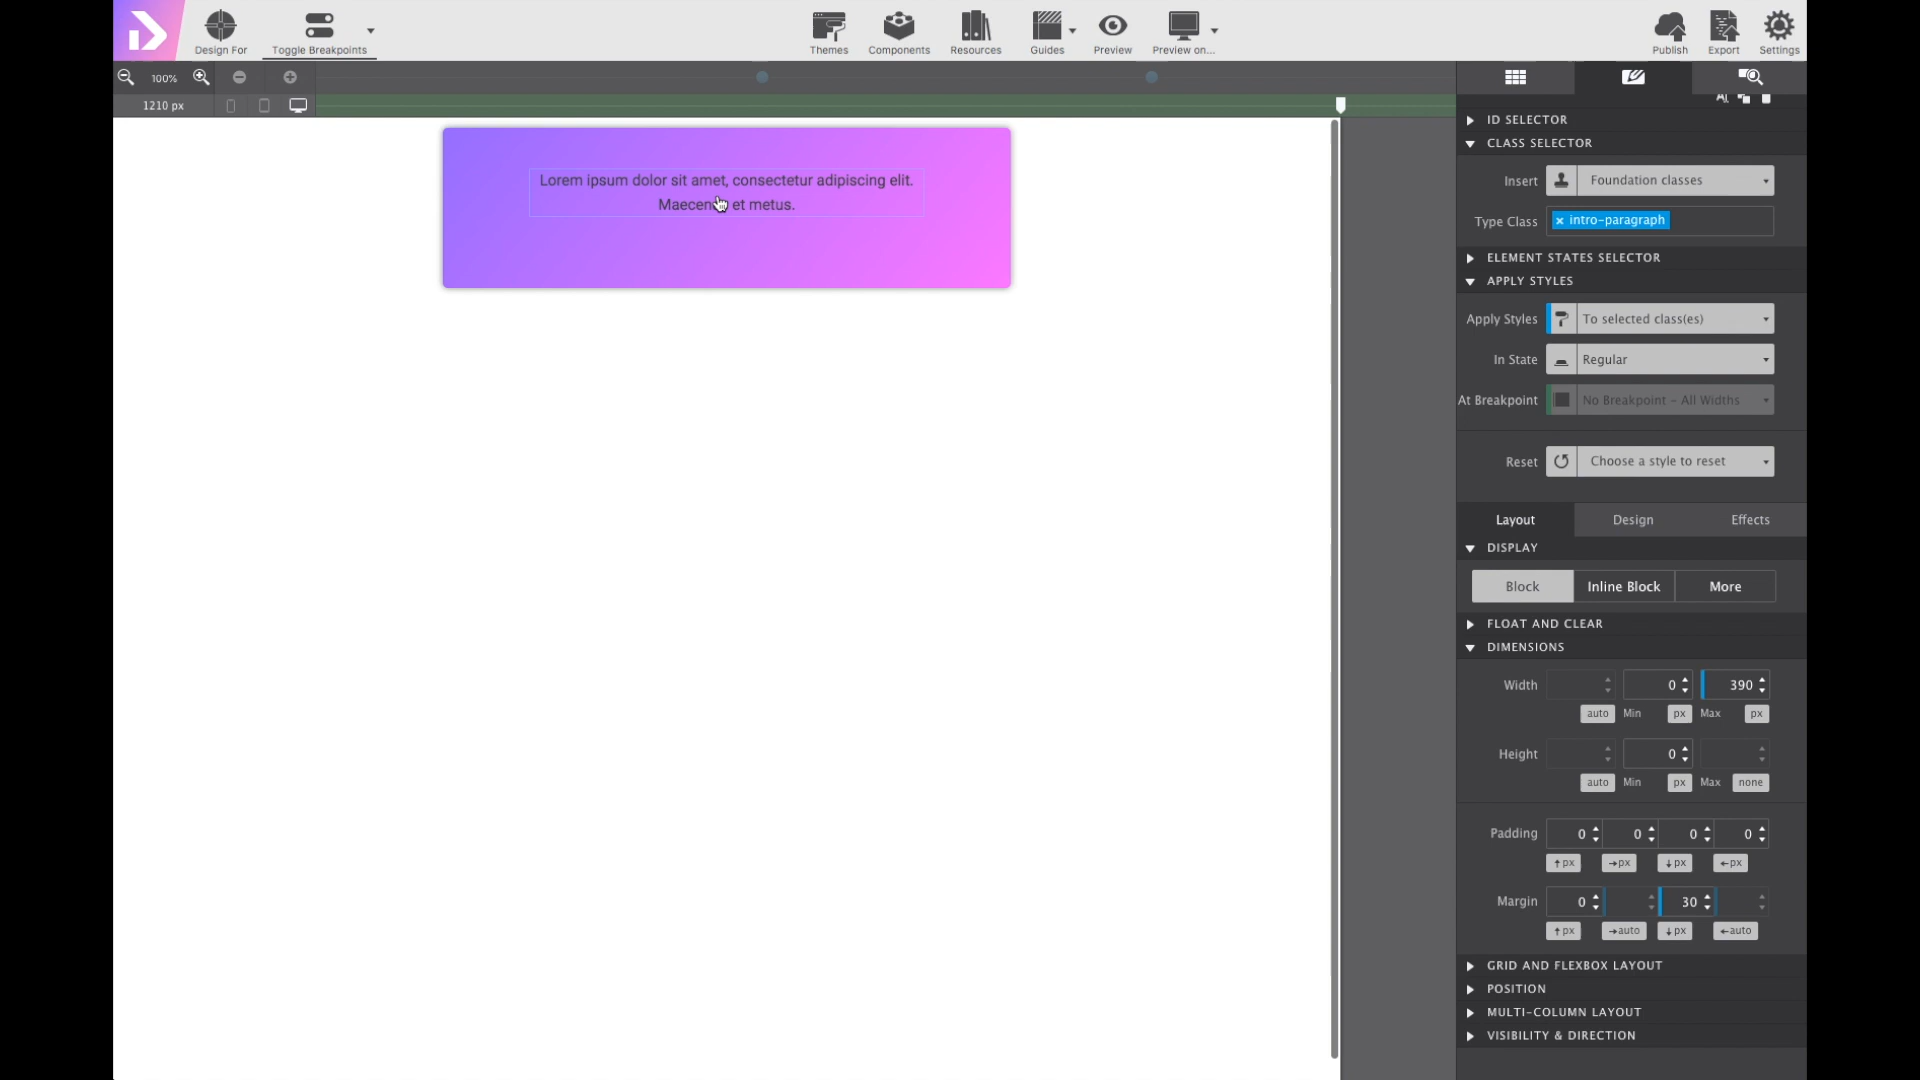 Design For
Toggle Breakpoints
Themes
Components
Resources
Guides
Preview
Preview on...
Publish
Export
Settings
100%
1210 px
Lorem ipsum dolor sit amet, consectetur adipiscing elit.
et metus.
ID SELECTOR
CLASS SELECTOR
Insert
Foundation classes
Type Class
× intro-paragraph
ELEMENT STATES SELECTOR
APPLY STYLES
Apply Styles
To selected class(es)
In State
Regular
At Breakpoint
No Breakpoint - All Widths
Reset
Choose a style to reset
Layout
Design
Effects
DISPLAY
Block
Inline Block
More
FLOAT AND CLEAR
DIMENSIONS
Width
0
390
auto
Min
px
Max
px
Height
0
auto
Min
px
Max
none
Padding
0
0
0
0
↑px
→px
↓px
←px
Margin
0
30
↑px
→auto
↓px
←auto
GRID AND FLEXBOX LAYOUT
POSITION
MULTI-COLUMN LAYOUT
VISIBILITY & DIRECTION